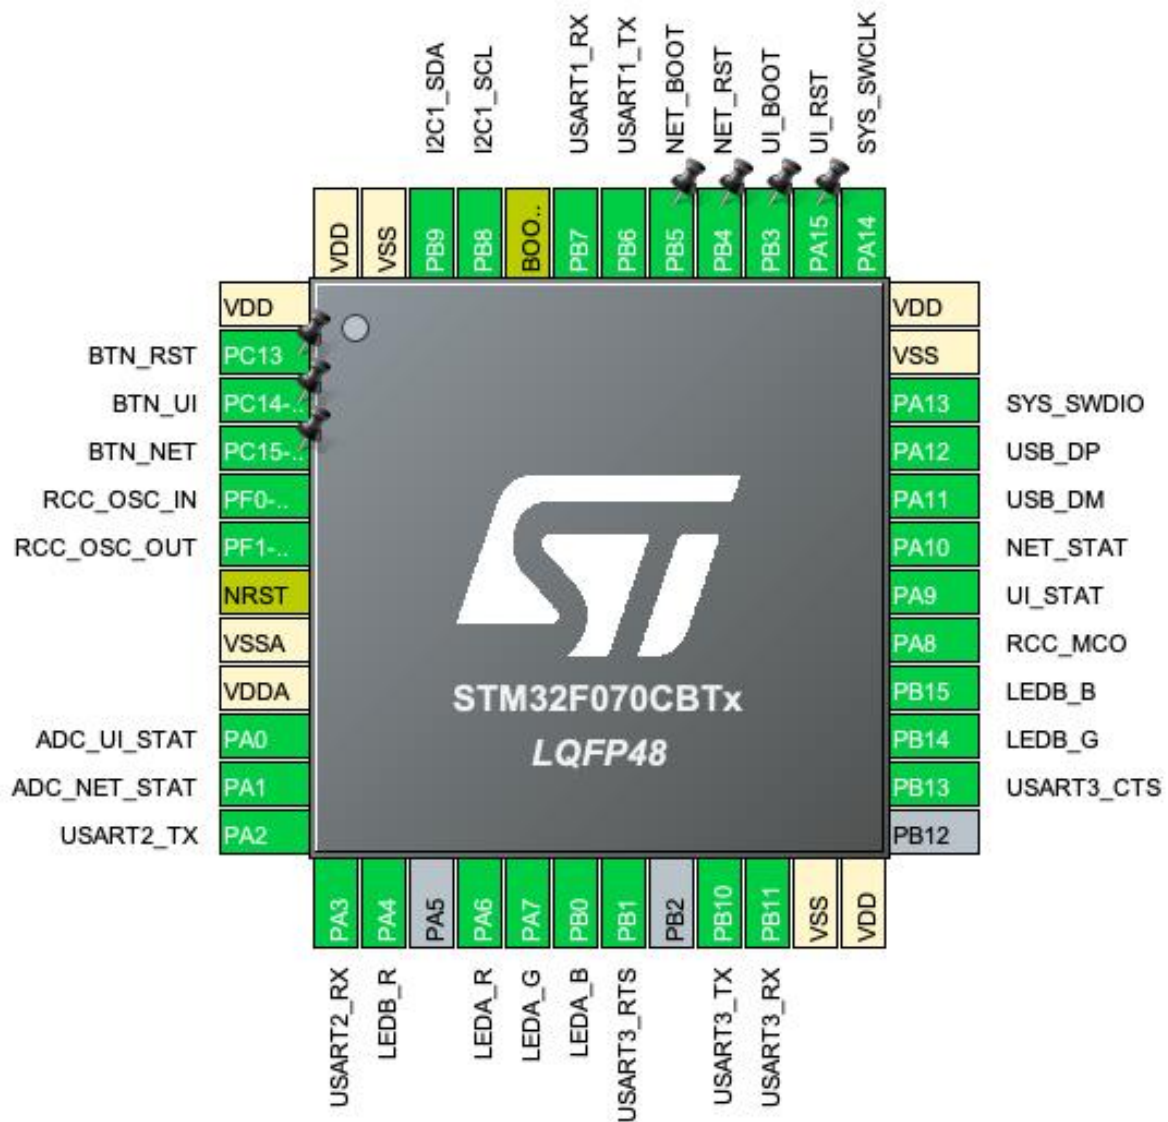 I2C1_SDA
I2C1_SCL
USART1_RX
USART1_TX
NET_BOOT
NET_RST
UI_BOOT
UI_RST
SYS_SWCLK
VDD
VSS
PB9
PB8
BOO..
PB7
PB6
PB5
PB4
PB3
PA15
PA14
VDD
BTN_RST PC13
BTN_UI PC14-..
BTN_NET PC15-..
RCC_OSC_IN PF0-..
RCC_OSC_OUT PF1-..
NRST
VSSA
VDDA
ADC_UI_STAT PA0
ADC_NET_STAT PA1
USART2_TX PA2
ST
STM32F070CBTx
LQFP48
VDD
VSS
PA13 SYS_SWDIO
PA12 USB_DP
PA11 USB_DM
PA10 NET_STAT
PA9 UI_STAT
PA8 RCC_MCO
PB15 LEDB_B
PB14 LEDB_G
PB13 USART3_CTS
PB12
PA3
PA4
PA5
PA6
PA7
PB0
PB1
PB2
PB10
PB11
VSS
VDD
USART2_RX
LEDB_R
LEDA_R
LEDA_G
LEDA_B
USART3_RTS
USART3_TX
USART3_RX